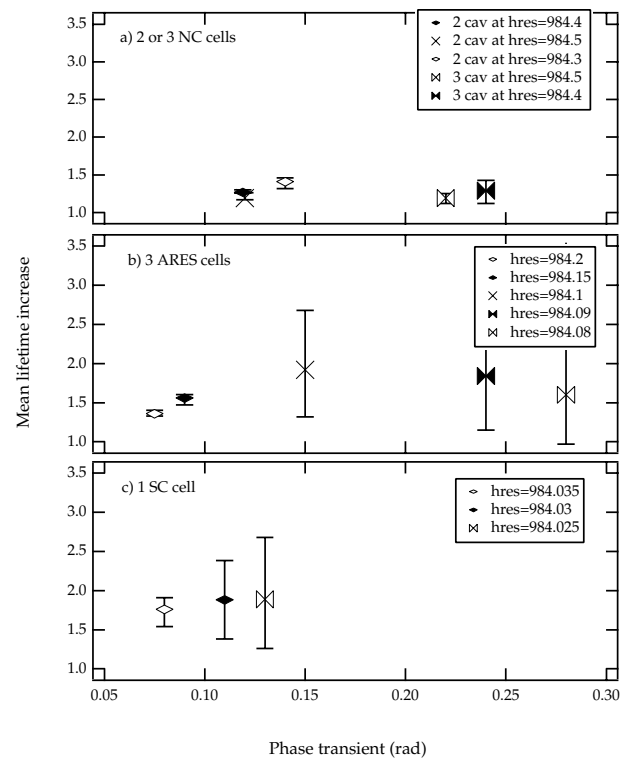 3.5
3.0
2.5
2.0
1.5
1.0
a) 2 or 3 NC cells
2 cav at hres=984.4
2 cav at hres=984.5
2 cav at hres=984.3
3 cav at hres=984.5
3 cav at hres=984.4
Mean lifetime increase
3.5
3.0
2.5
2.0
1.5
1.0
b) 3 ARES cells
hres=984.2
hres=984.15
hres=984.1
hres=984.09
hres=984.08
3.5
3.0
2.5
2.0
1.5
1.0
c) 1 SC cell
hres=984.035
hres=984.03
hres=984.025
0.05 0.10 0.15 0.20 0.25 0.30
Phase transient (rad)